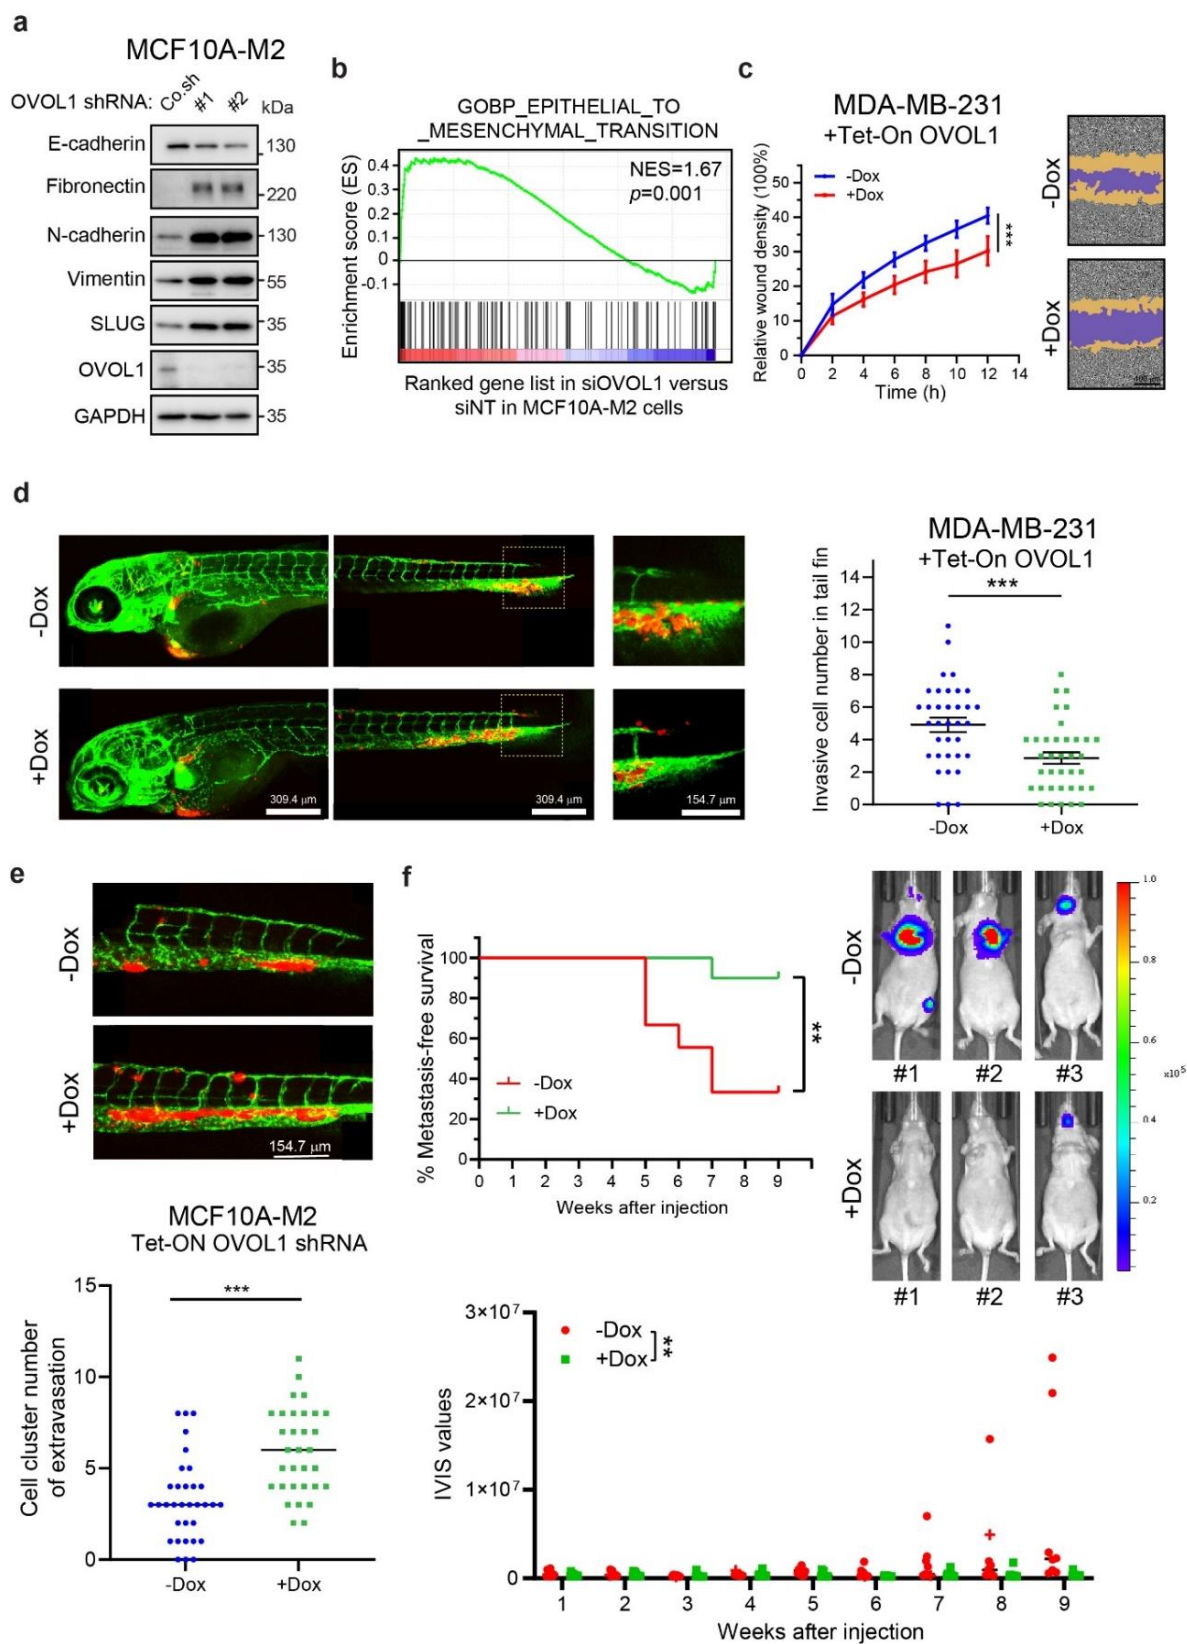 a
MCF10A-M2
OVOL1 shRNA: Co.sh #1 #2 kDa
E-cadherin 130
Fibronectin 220
N-cadherin 130
Vimentin 55
SLUG 35
OVOL1 35
GAPDH 35
b
GOBP_EPITHELIAL_TO
_MESENCHYMAL_TRANSITION
NES=1.67
p=0.001
Enrichment score (ES)
0.4
0.3
0.2
0.1
0
-0.1
Ranked gene list in siOVOL1 versus
siNT in MCF10A-M2 cells
c
MDA-MB-231
+Tet-On OVOL1
-Dox
+Dox
***
Relative wound density (100%)
50
40
30
20
10
0
0 2 4 6 8 10 12 14
Time (h)
-Dox
+Dox
d
-Dox
+Dox
309.4 μm
309.4 μm
154.7 μm
MDA-MB-231
+Tet-On OVOL1
***
Invasive cell number in tail fin
14
12
10
8
6
4
2
0
-Dox +Dox
e
-Dox
+Dox
154.7 μm
MCF10A-M2
Tet-ON OVOL1 shRNA
***
Cell cluster number
of extravasation
15
10
5
0
-Dox +Dox
f
% Metastasis-free survival
100
80
60
40
20
0
-Dox
+Dox
**
0 1 2 3 4 5 6 7 8 9
Weeks after injection
-Dox
#1 #2 #3
+Dox
#1 #2 #3
1.0
0.8
0.6
x10⁵
0.4
0.2
-Dox
+Dox
**
IVIS values
3×10⁷
2×10⁷
1×10⁷
0
1 2 3 4 5 6 7 8 9
Weeks after injection